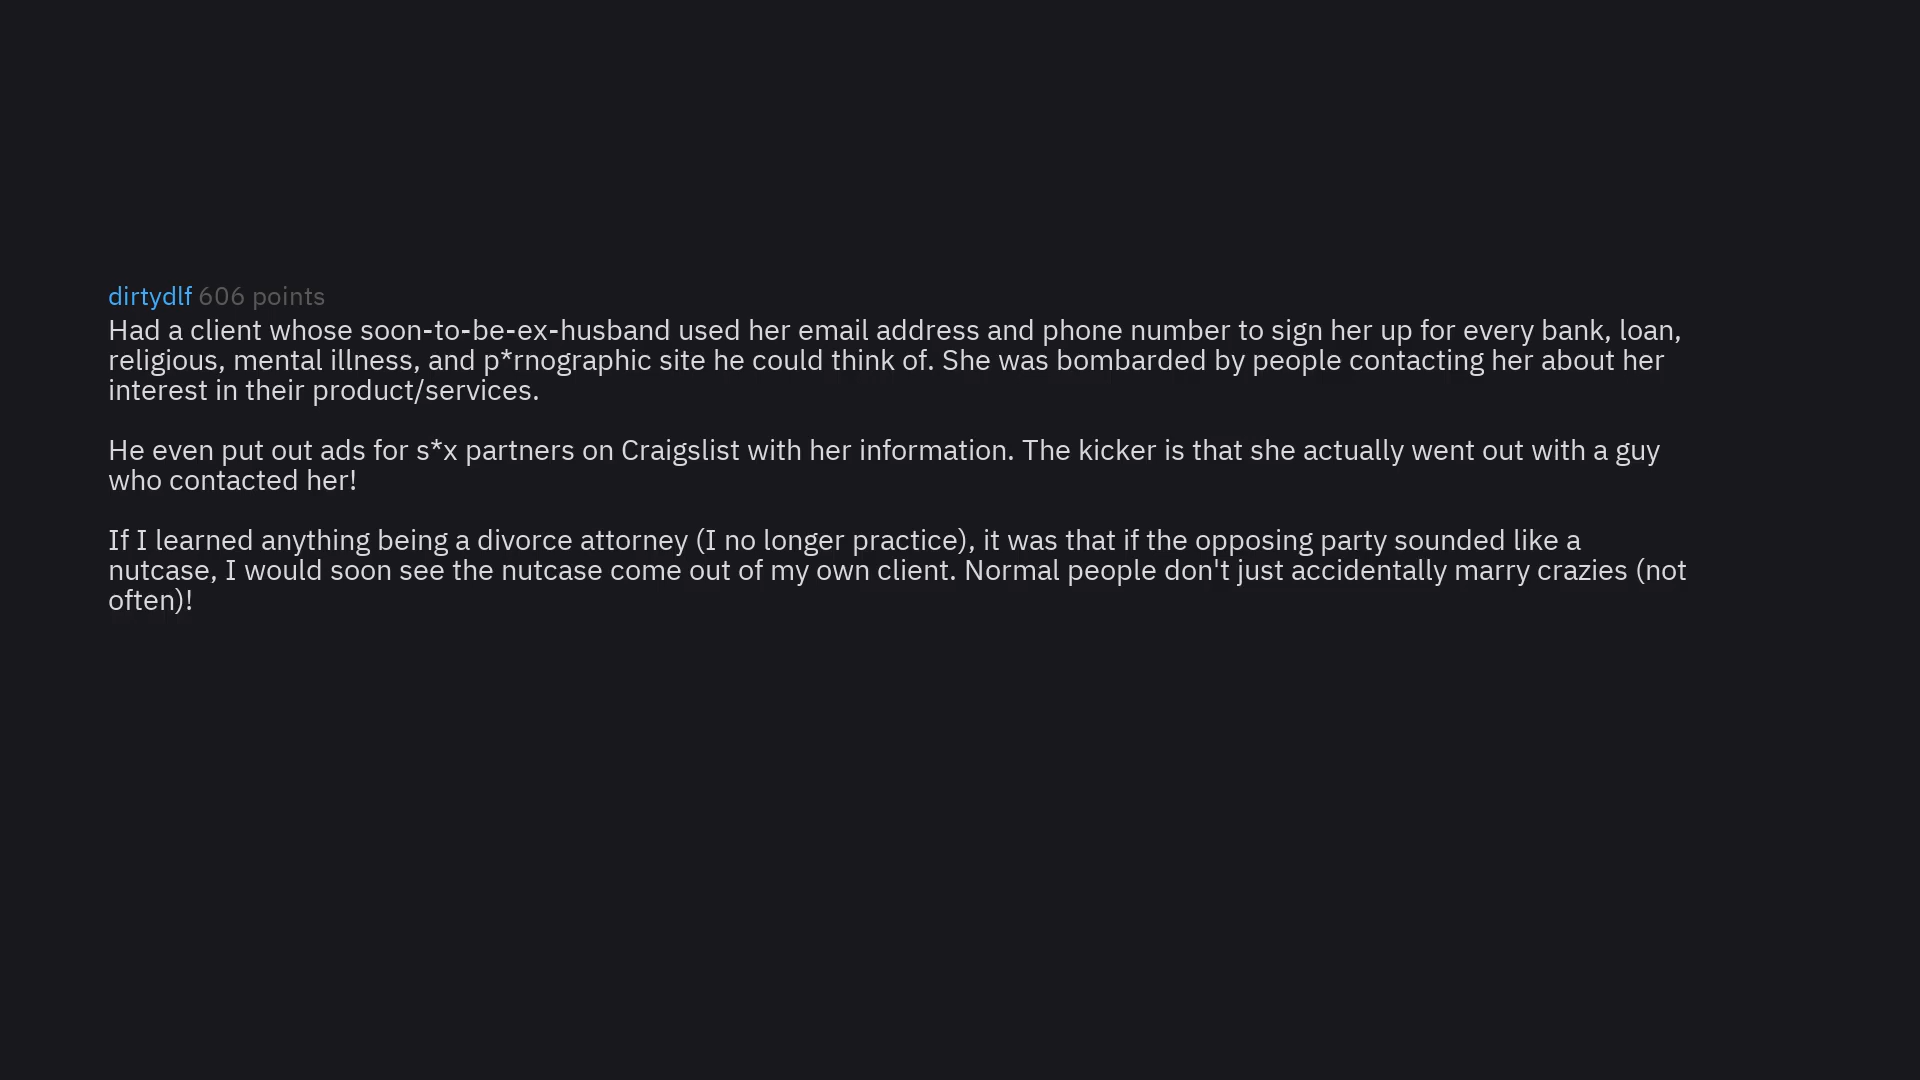 dirtydlf 606 points
Had a client whose soon-to-be-ex-husband used her email address and phone number to sign her up for every bank, loan,
religious, mental illness, and p*rnographic site he could think of. She was bombarded by people contacting her about her
interest in their product/services.
He even put out ads for s*x partners on Craigslist with her information. The kicker is that she actually went out with a guy
who contacted her!
If I learned anything being a divorce attorney (I no longer practice), it was that if the opposing party sounded like a
nutcase, I would soon see the nutcase come out of my own client. Normal people don't just accidentally marry crazies (not
often)!